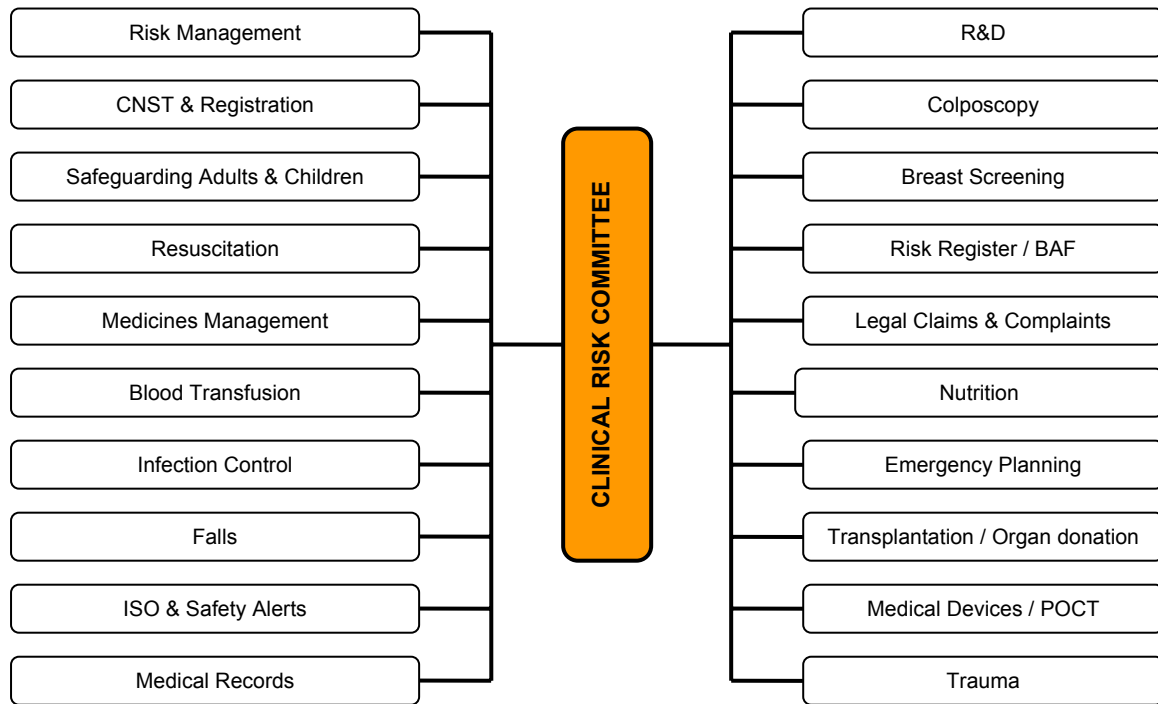 Risk Management
CNST & Registration
Safeguarding Adults & Children
Resuscitation
Medicines Management
Blood Transfusion
Infection Control
Falls
ISO & Safety Alerts
Medical Records
CLINICAL RISK COMMITTEE
R&D
Colposcopy
Breast Screening
Risk Register / BAF
Legal Claims & Complaints
Nutrition
Emergency Planning
Transplantation / Organ donation
Medical Devices / POCT
Trauma